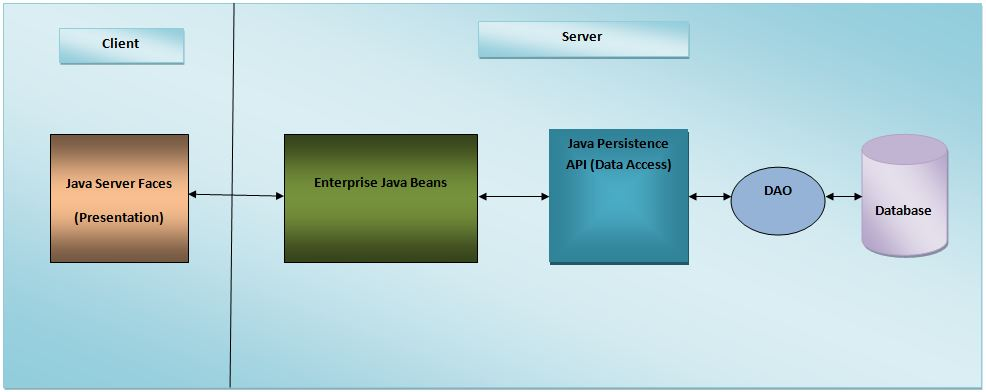 Client
Server
Java Server Faces
(Presentation)
Enterprise Java Beans
Java Persistence
API (Data Access)
DAO
Database